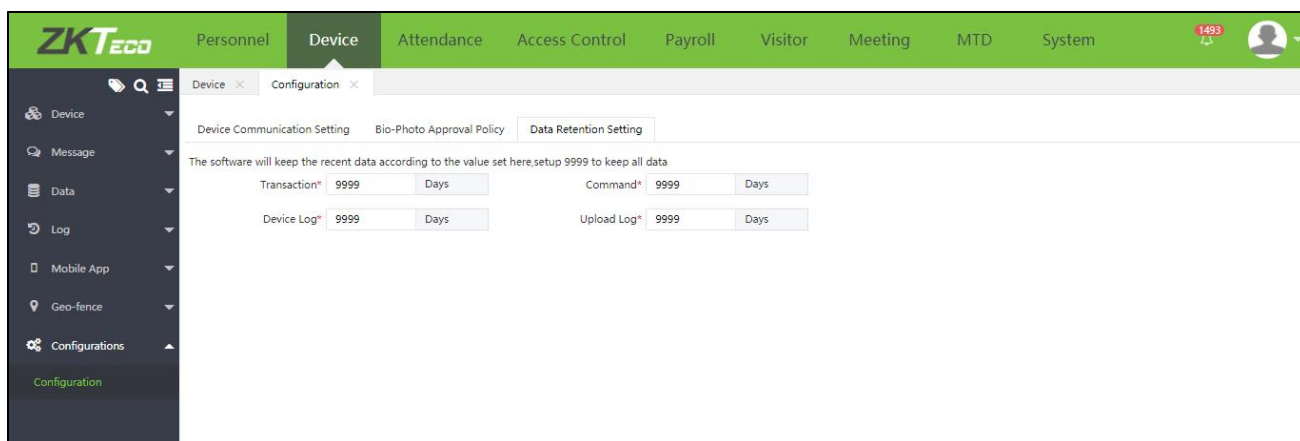 ZKTECO Personnel Device Attendance Access Control Payroll Visitor Meeting MTD System 1493
Device Configuration
Device
Message
Data
Log
Mobile App
Geo-fence
Configurations
Configuration
Device Communication Setting Bio-Photo Approval Policy Data Retention Setting
The software will keep the recent data according to the value set here,setup 9999 to keep all data
Transaction* 9999 Days Command* 9999 Days
Device Log* 9999 Days Upload Log* 9999 Days